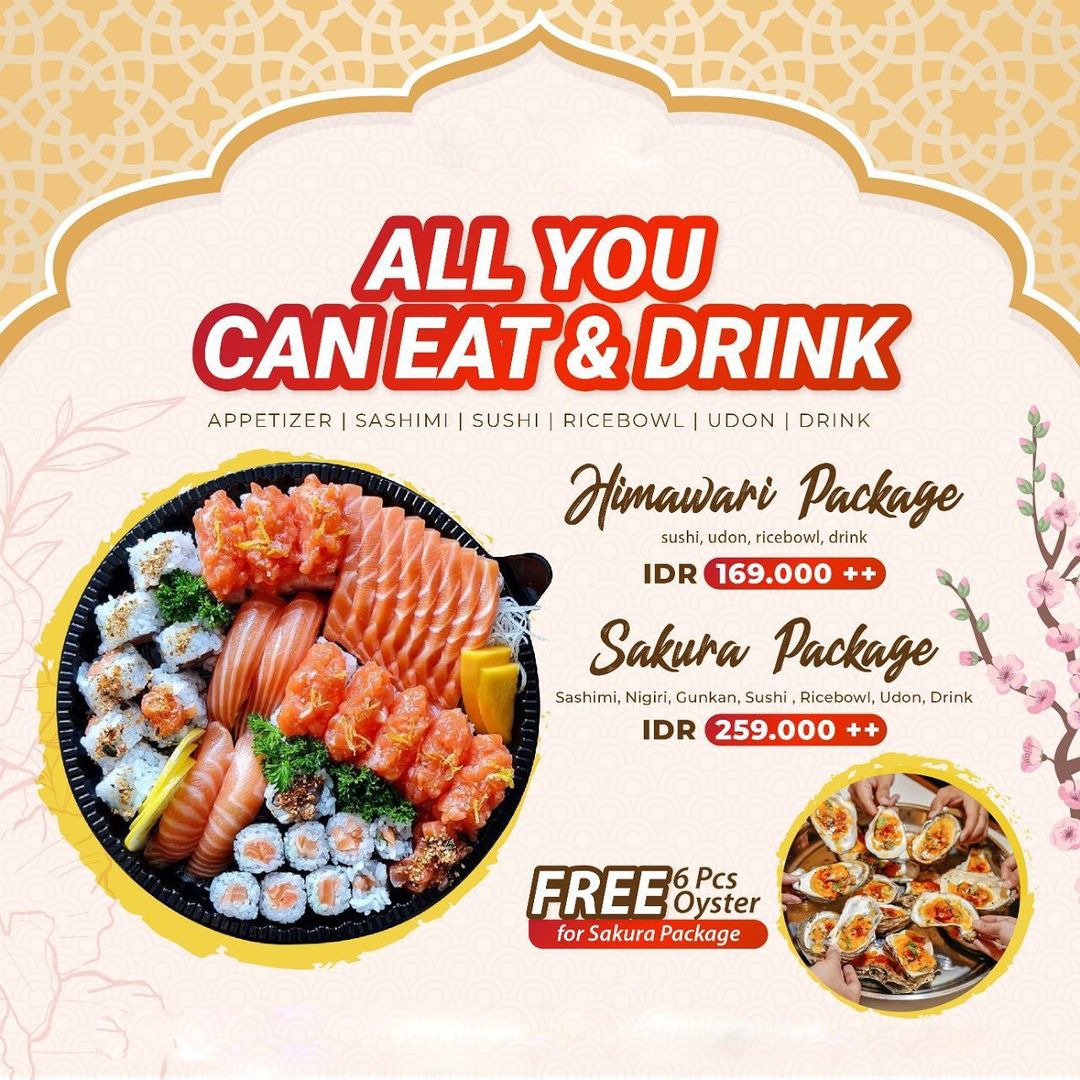 ALL YOU
CAN EAT & DRINK
APPETIZER | SASHIMI | SUSHI | RICEBOWL | UDON | DRINK
Himawari Package
sushi, udon, ricebowl, drink
IDR 169.000 ++
Sakura Package
Sashimi, Nigiri, Gunkan, Sushi , Ricebowl, Udon, Drink
IDR 259.000 ++
FREE 6 Pcs
Oyster
for Sakura Package